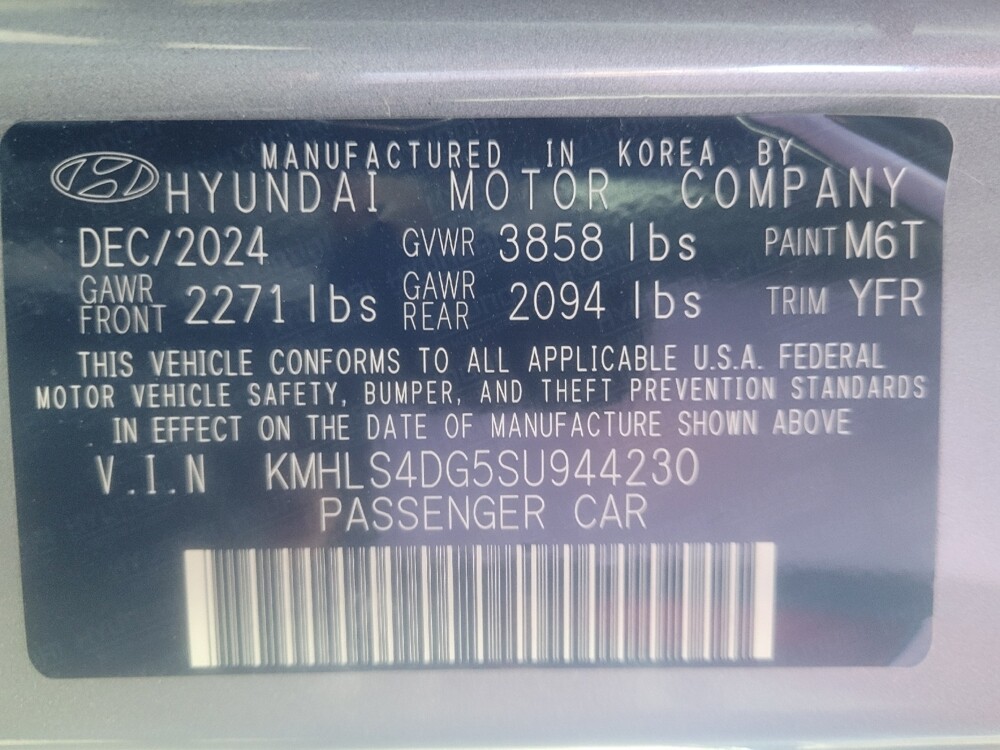 MANUFACTURED IN KOREA BY
HYUNDAI MOTOR COMPANY
DEC/2024 GVWR 3858 lbs PAINT M6T
GAWR FRONT 2271 lbs GAWR REAR 2094 lbs TRIM YFR
THIS VEHICLE CONFORMS TO ALL APPLICABLE U.S.A. FEDERAL
MOTOR VEHICLE SAFETY, BUMPER, AND THEFT PREVENTION STANDARDS
IN EFFECT ON THE DATE OF MANUFACTURE SHOWN ABOVE
V.I.N KMHLS4DG5SU944230
PASSENGER CAR